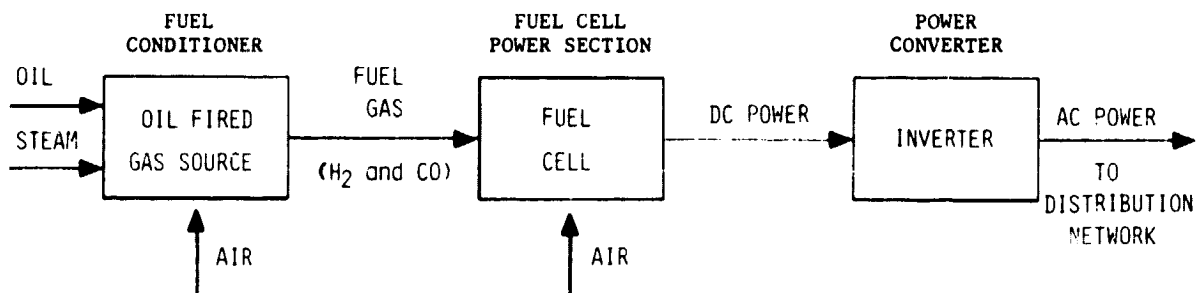 FUEL
CONDITIONER
FUEL CELL
POWER SECTION
POWER
CONVERTER
OIL
STEAM
OIL FIRED
GAS SOURCE
AIR
FUEL
GAS
(H₂ and CO)
FUEL
CELL
AIR
DC POWER
INVERTER
AC POWER
TO
DISTRIBUTION
NETWORK